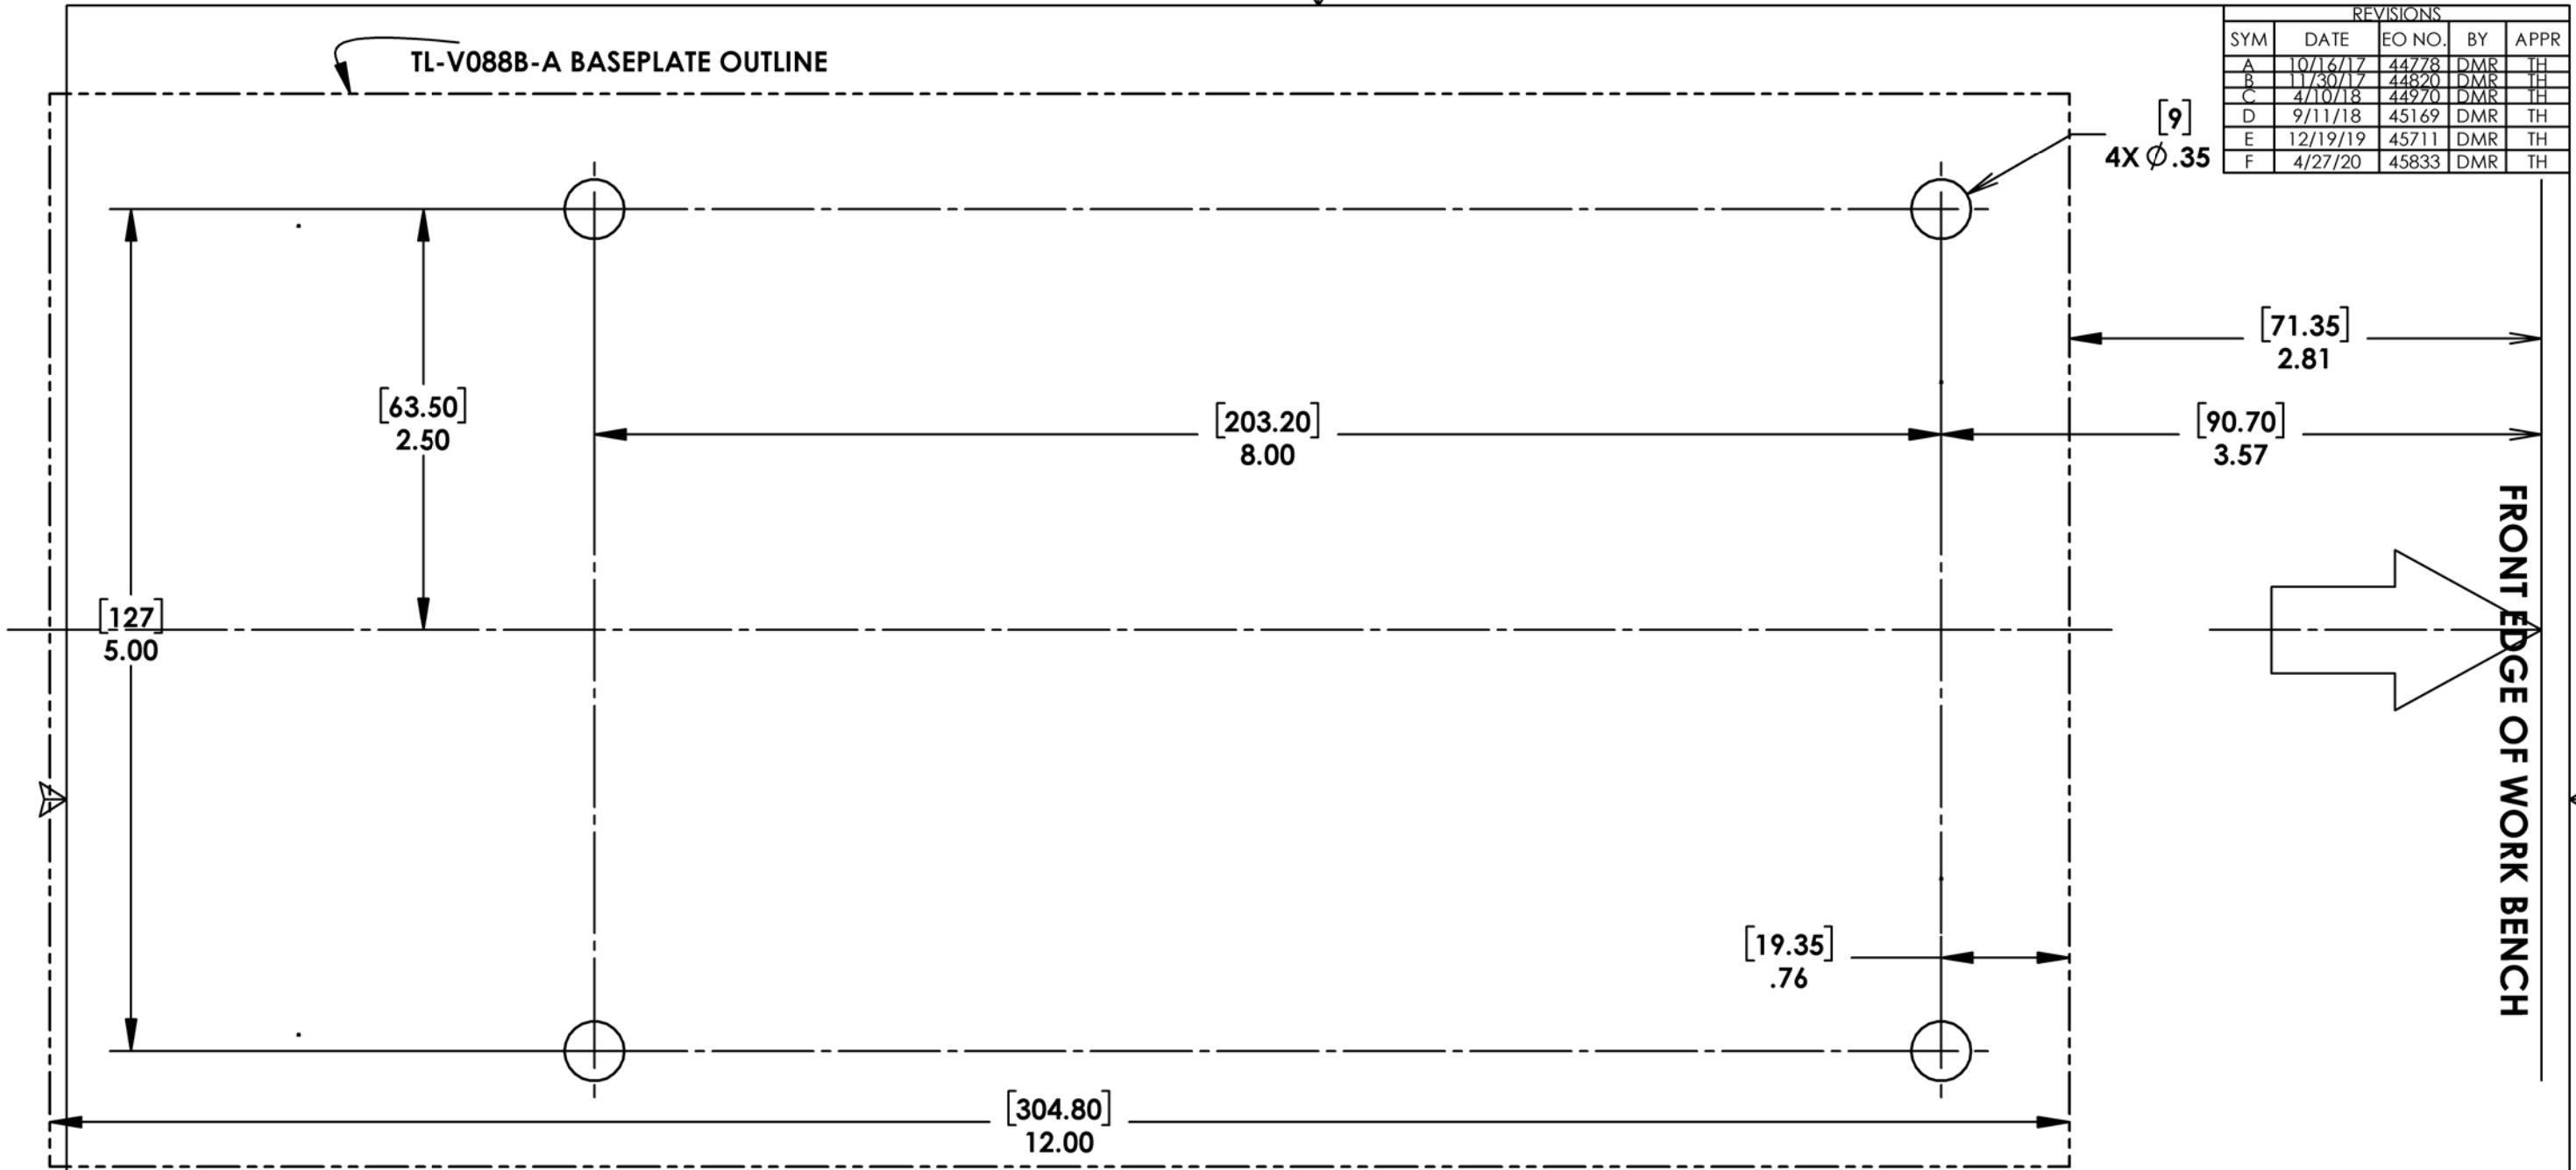 REVISIONS
SYM DATE EO NO. BY APPR
A 10/16/17 44778 DMR TH
B 11/30/17 44820 DMR TH
C 4/10/18 44970 DMR TH
D 9/11/18 45169 DMR TH
E 12/19/19 45711 DMR TH
F 4/27/20 45833 DMR TH
TL-V088B-A BASEPLATE OUTLINE
[9]
4X Ø .35
[71.35]
2.81
[63.50]
2.50
[203.20]
8.00
[90.70]
3.57
[127]
5.00
FRONT EDGE OF WORK BENCH
[19.35]
.76
[304.80]
12.00